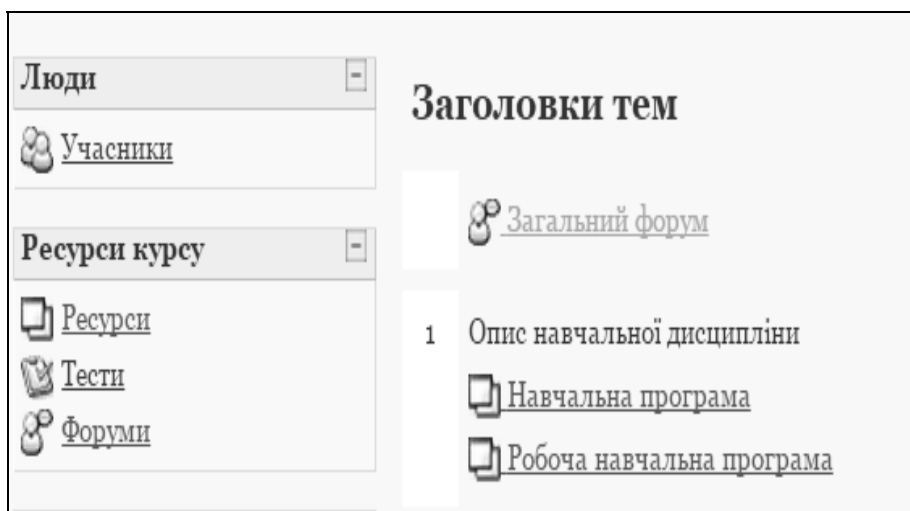 Люди
Учасники
Ресурси курсу
Ресурси
Тести
Форуми
Заголовки тем
Загальний форум
1 Опис навчальної дисципліни
Навчальна програма
Робоча навчальна програма